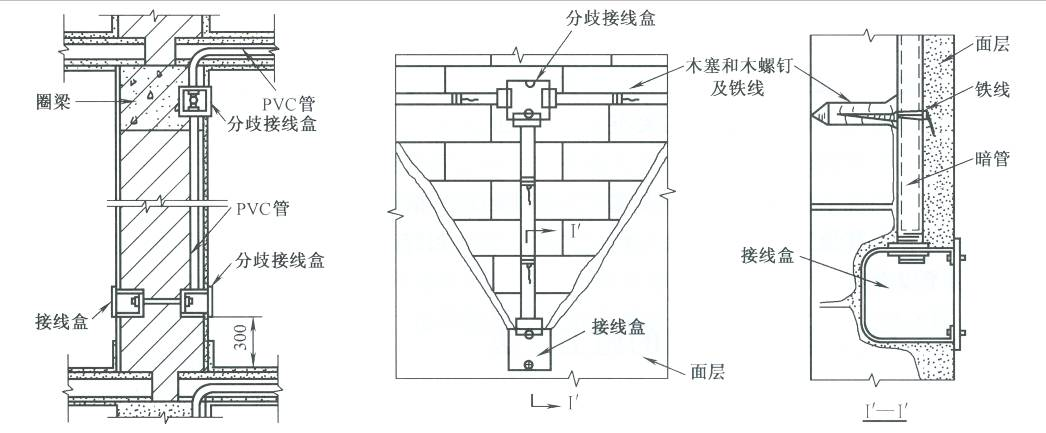 圈梁
PVC管
分歧接线盒
PVC管
分歧接线盒
接线盒
300
分歧接线盒
木塞和木螺钉
及铁线
I′
接线盒
面层
I′
面层
铁线
暗管
接线盒
I′—I′